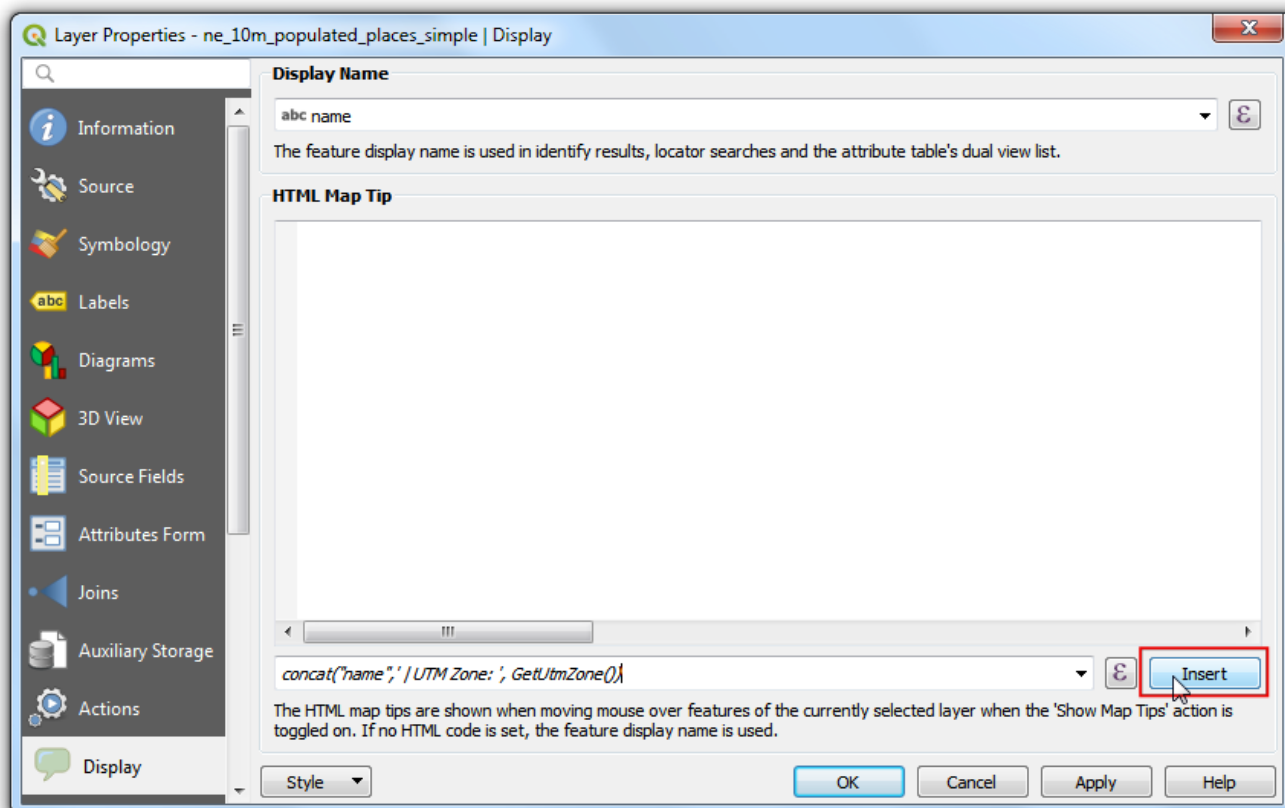 Layer Properties - ne_10m_populated_places_simple | Display
Information
Source
Symbology
abc Labels
Diagrams
3D View
Source Fields
Attributes Form
Joins
Auxiliary Storage
Actions
Display
Display Name
abc name
ε
The feature display name is used in identify results, locator searches and the attribute table's dual view list.
HTML Map Tip
concat("name",' | UTM Zone: ', GetUtmZone())
ε
Insert
The HTML map tips are shown when moving mouse over features of the currently selected layer when the 'Show Map Tips' action is
toggled on. If no HTML code is set, the feature display name is used.
Style
OK
Cancel
Apply
Help